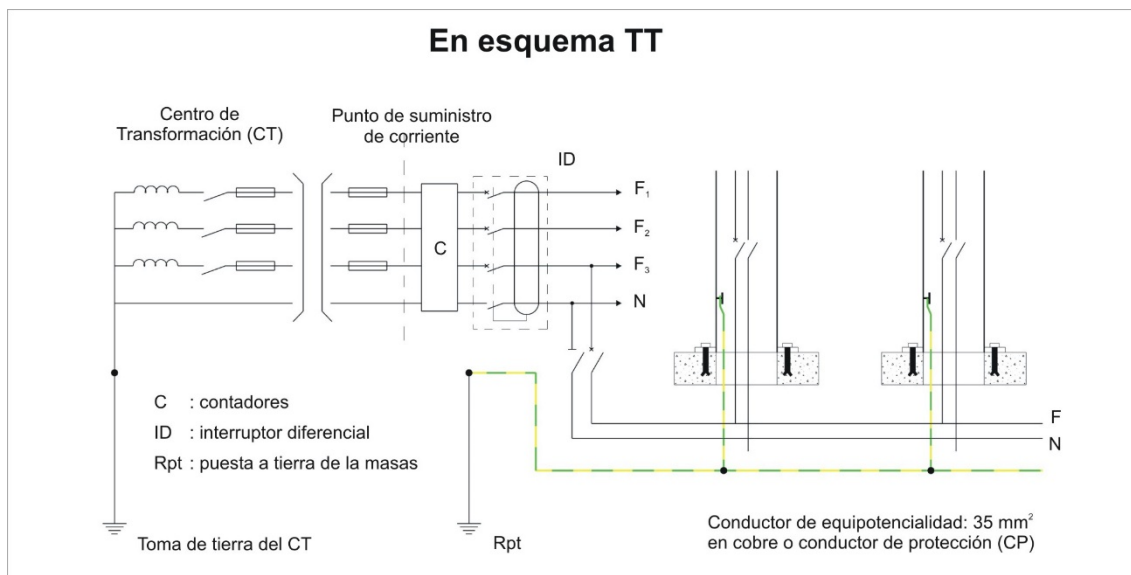 En esquema TT
Centro de
Transformación (CT)
Punto de suministro
de corriente
ID
F₁
F₂
C
F₃
N
C : contadores
ID : interruptor diferencial
Rpt : puesta a tierra de la masas
F
N
Toma de tierra del CT
Rpt
Conductor de equipotencialidad: 35 mm²
en cobre o conductor de protección (CP)